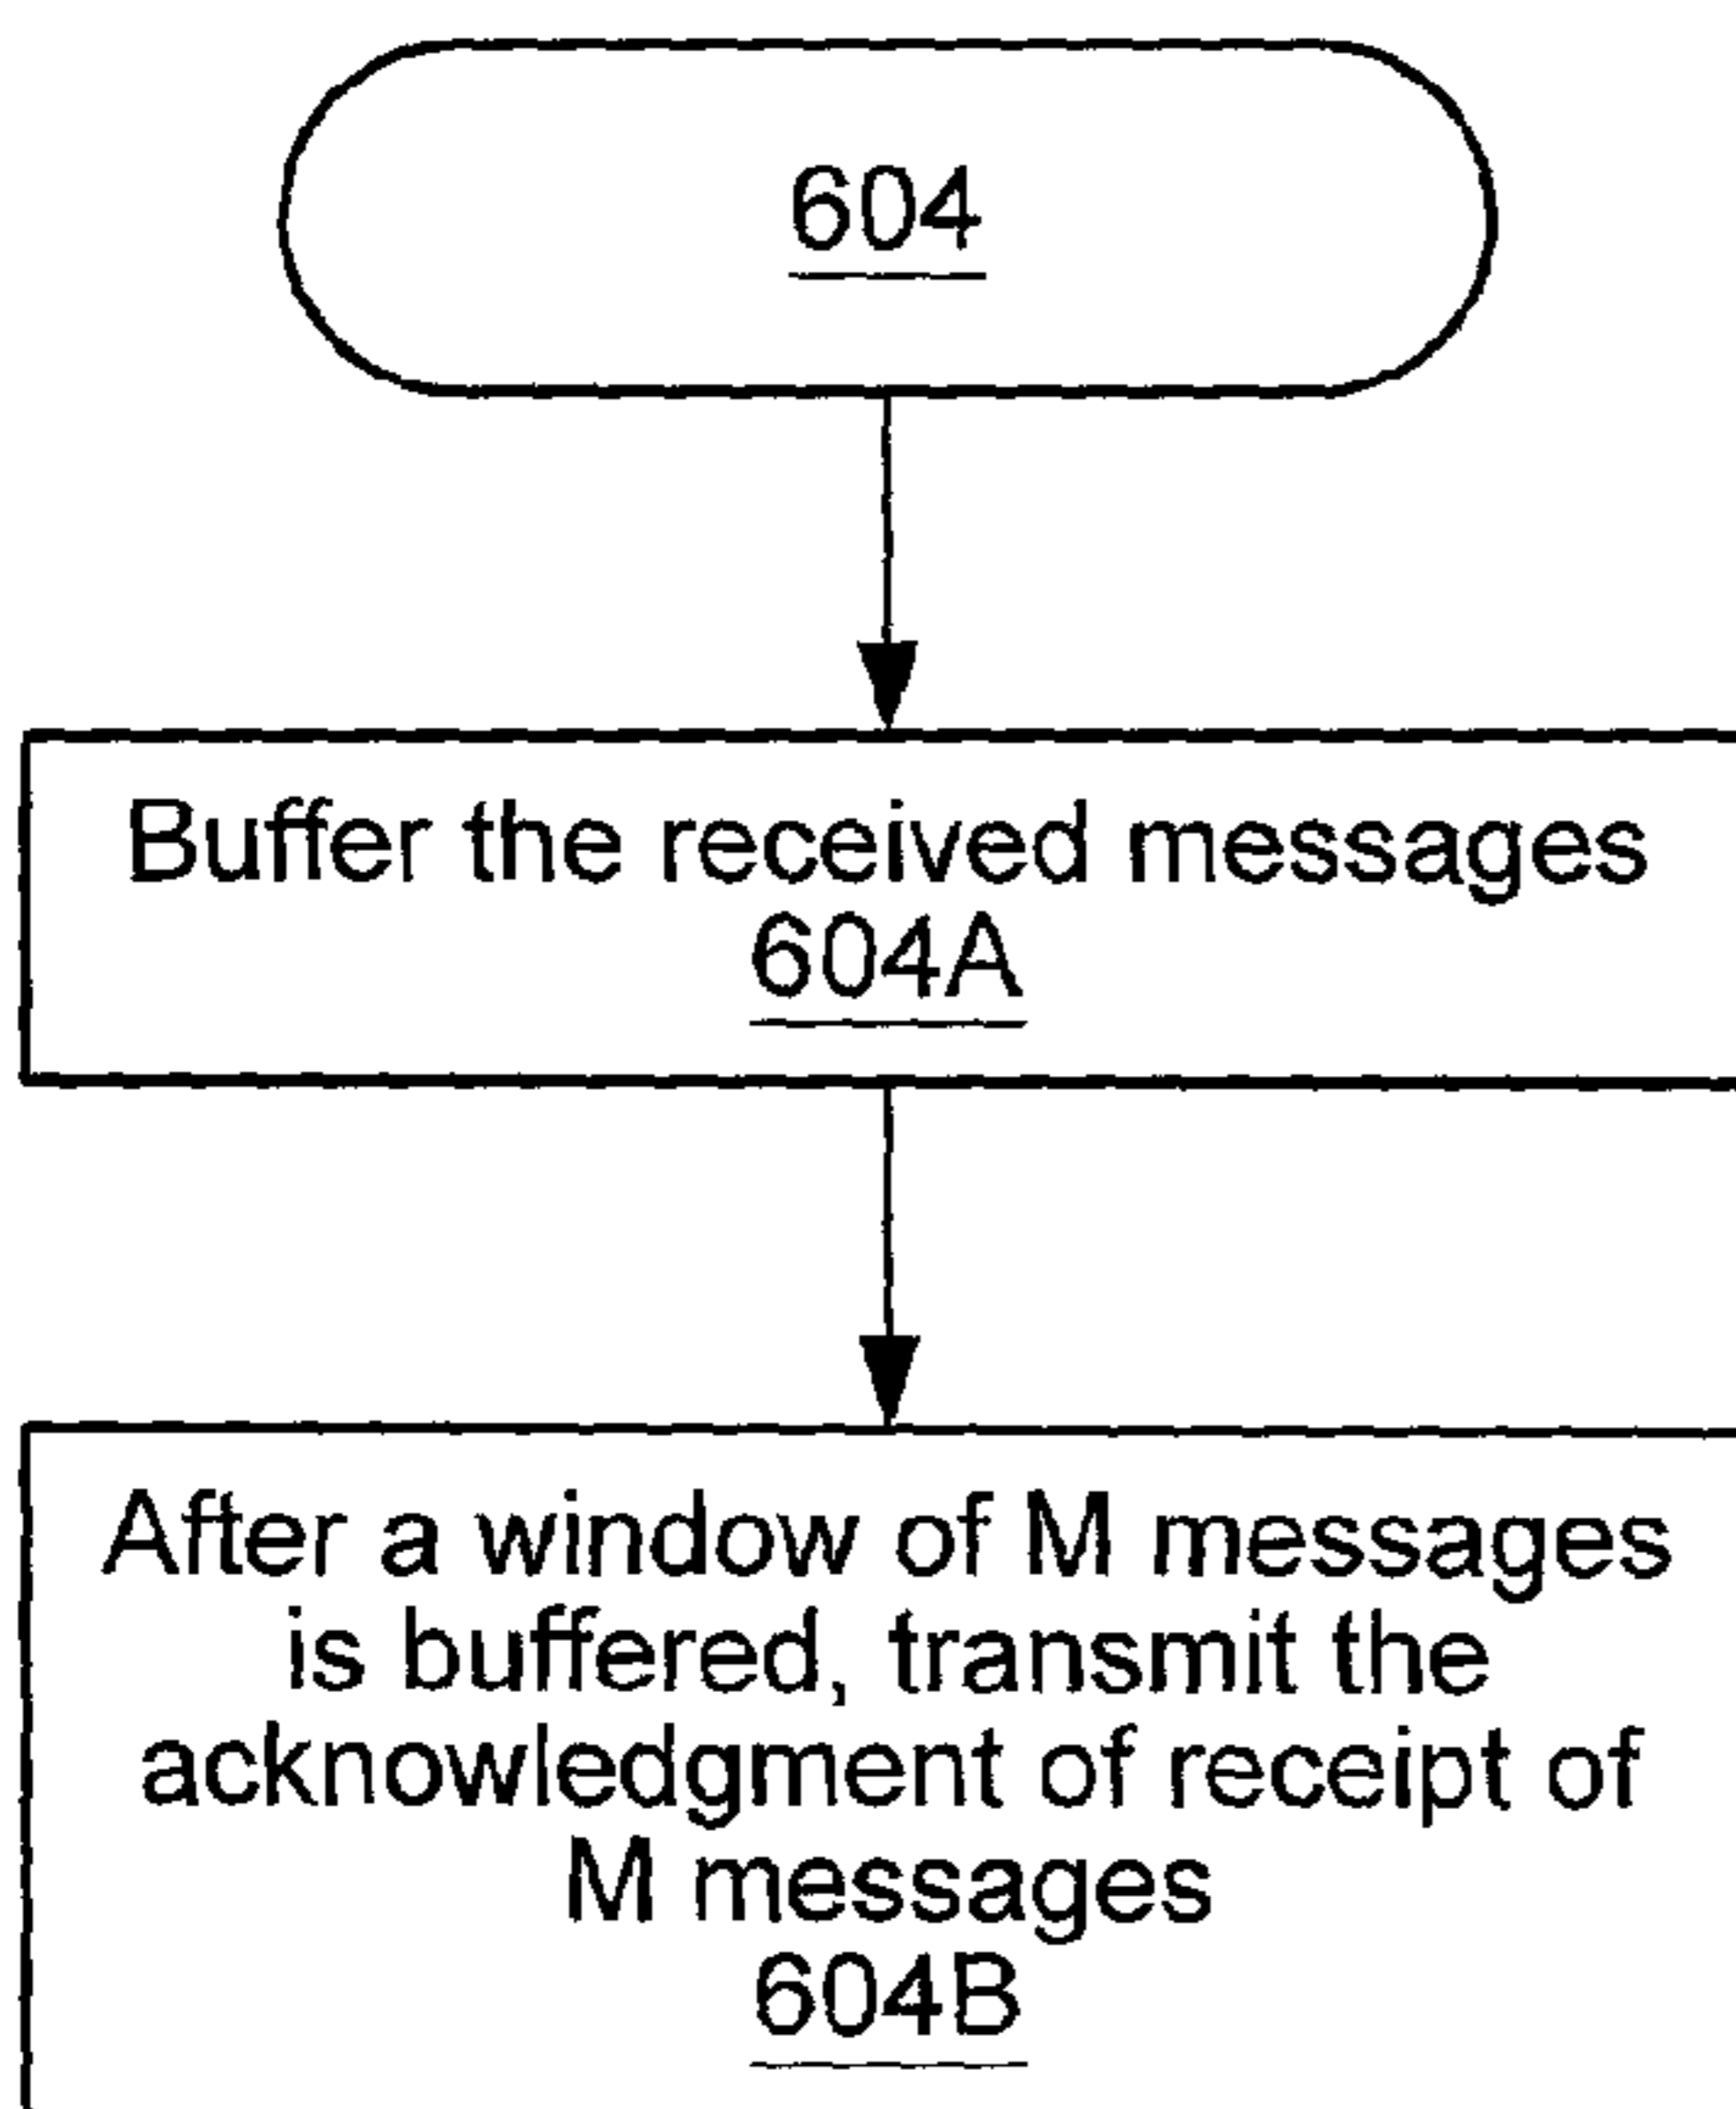 604
Buffer the received messages
604A
After a window of M messages
is buffered, transmit the
acknowledgment of receipt of
M messages
604B